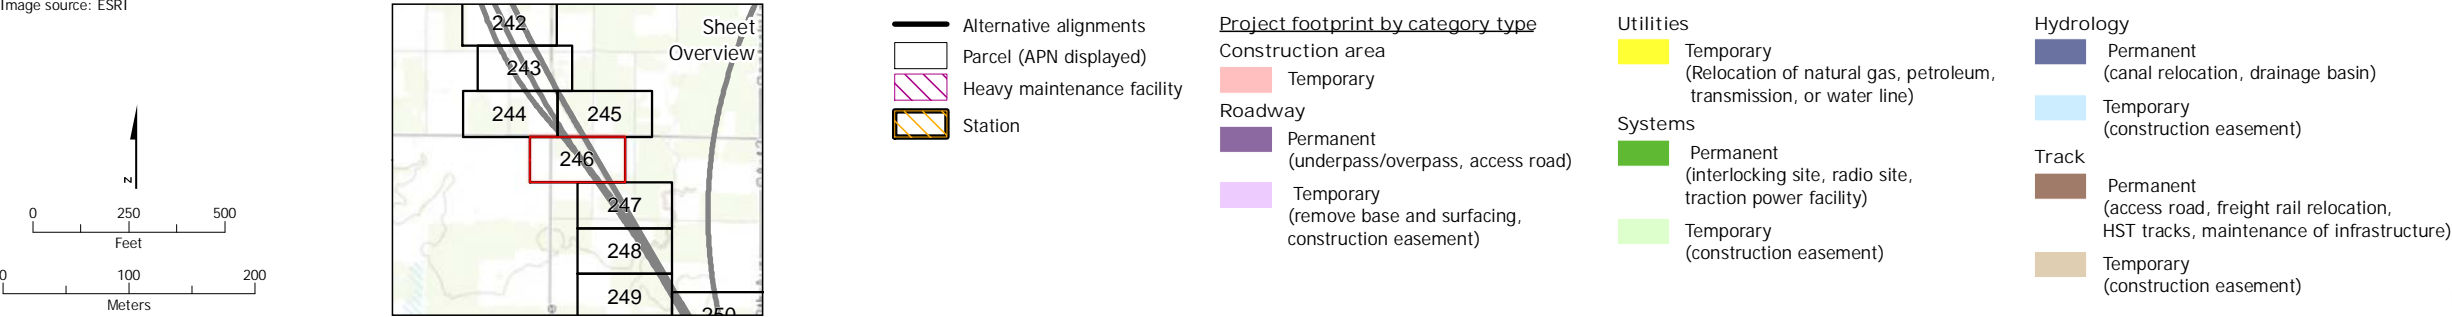 Image source: ESRI
N
0 250 500
Feet
0 100 200
Meters
Sheet
Overview
242
243
244 245
246
247
248
249
250
Alternative alignments
Parcel (APN displayed)
Heavy maintenance facility
Station
Project footprint by category type
Construction area
Temporary
Roadway
Permanent
(underpass/overpass, access road)
Temporary
(remove base and surfacing,
construction easement)
Utilities
Temporary
(Relocation of natural gas, petroleum,
transmission, or water line)
Systems
Permanent
(interlocking site, radio site,
traction power facility)
Temporary
(construction easement)
Hydrology
Permanent
(canal relocation, drainage basin)
Temporary
(construction easement)
Track
Permanent
(access road, freight rail relocation,
HST tracks, maintenance of infrastructure)
Temporary
(construction easement)